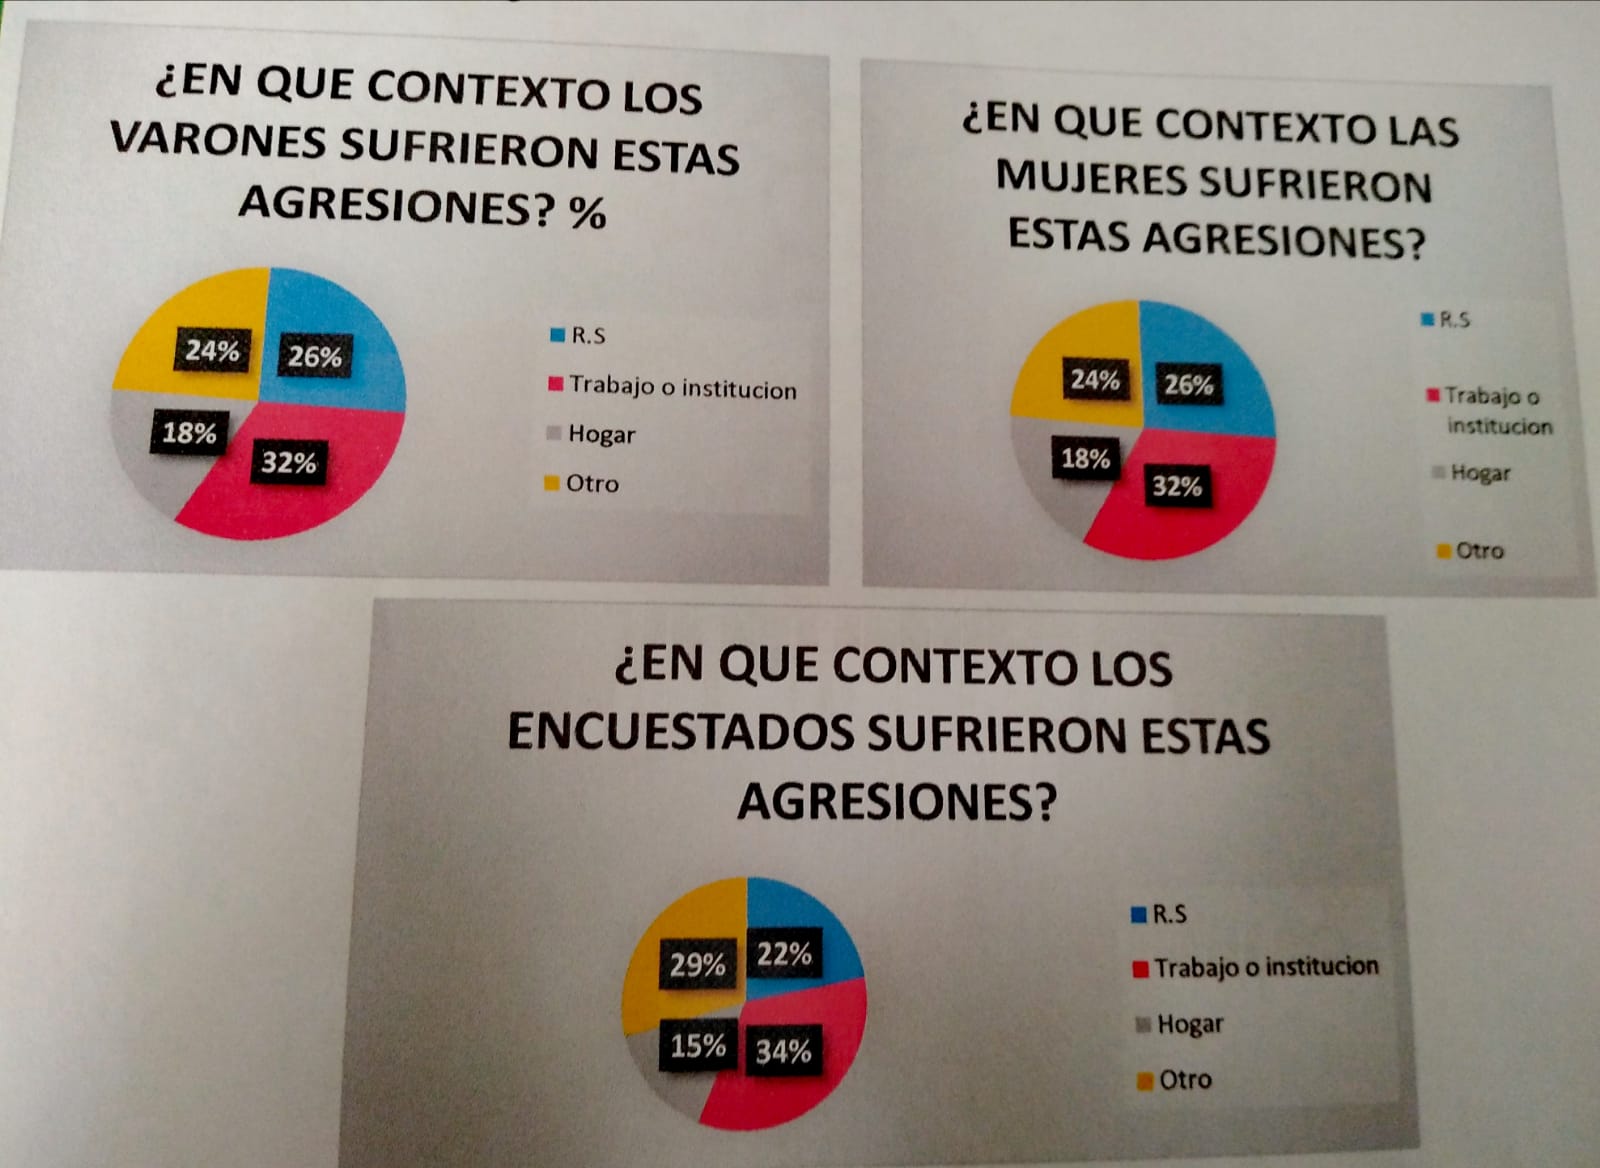 ¿EN QUE CONTEXTO LOS
VARONES SUFRIERON ESTAS
AGRESIONES? %
24%
26%
18%
32%
R.S
Trabajo o institucion
Hogar
Otro
¿EN QUE CONTEXTO LAS
MUJERES SUFRIERON
ESTAS AGRESIONES?
24%
26%
18%
32%
R.S
Trabajo o
institucion
Hogar
Otro
¿EN QUE CONTEXTO LOS
ENCUESTADOS SUFRIERON ESTAS
AGRESIONES?
29%
22%
15%
34%
R.S
Trabajo o institucion
Hogar
Otro